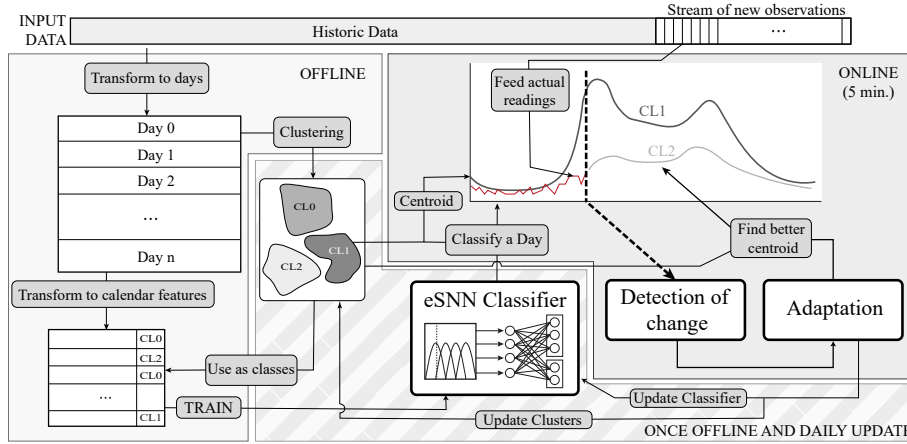 Stream of new observations
INPUT
DATA
Historic Data
...
Transform to days
OFFLINE
ONLINE
(5 min.)
Feed actual
readings
CL1
CL2
Day 0
Day 1
Day 2
...
Day n
Clustering
CL0
CL1
CL2
Centroid
Classify a Day
Find better
centroid
Transform to calendar features
eSNN Classifier
Detection of
change
Adaptation
CL0
CL2
CL0
...
CL1
Use as classes
TRAIN
Update Classifier
Update Clusters
ONCE OFFLINE AND DAILY UPDATE